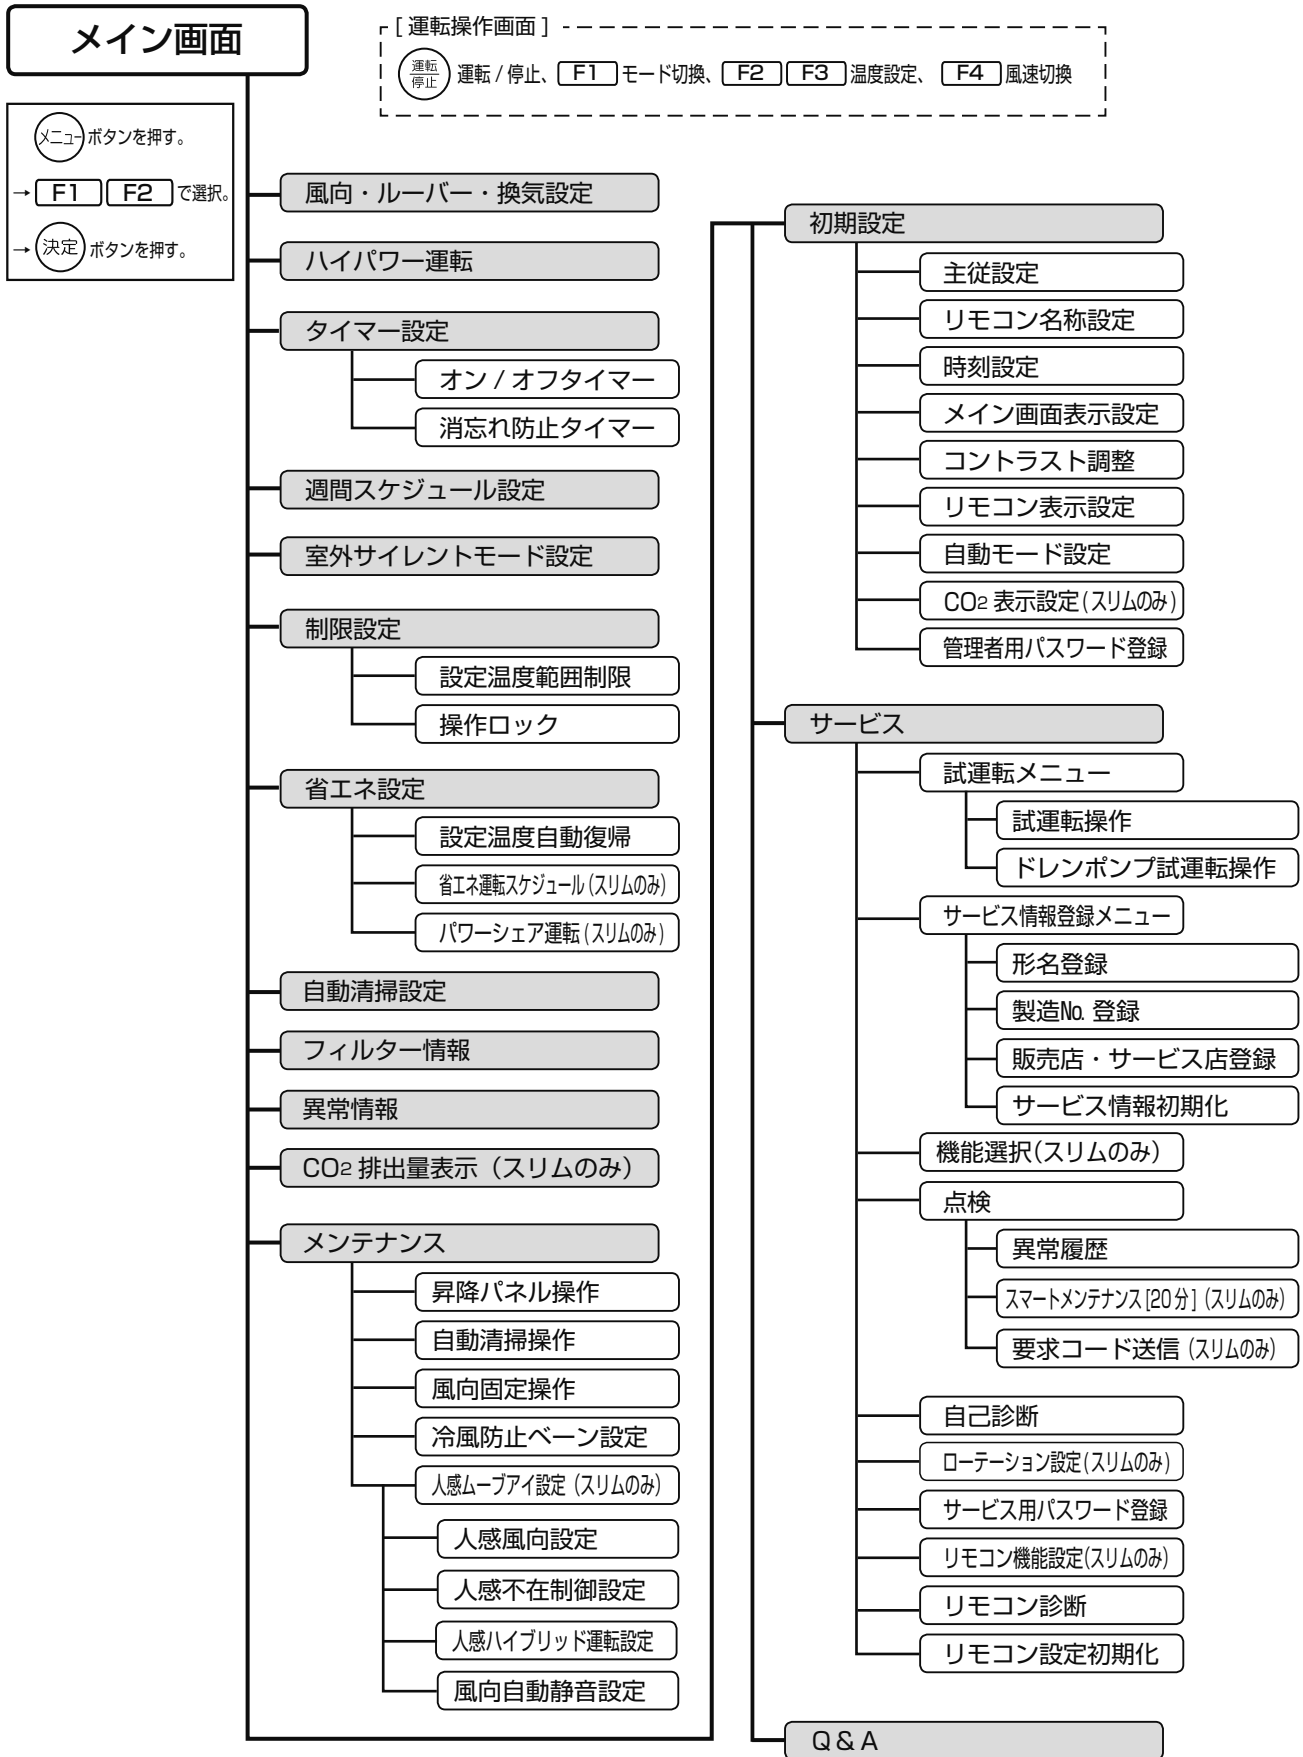 メイン画面
[ 運転操作画面 ]
運転
停止
運転 / 停止、 F1 モード切換、 F2 F3 温度設定、 F4 風速切換
メニュー ボタンを押す。
→ F1 F2 で選択。
→ 決定 ボタンを押す。
風向・ルーバー・換気設定
ハイパワー運転
タイマー設定
オン / オフタイマー
消忘れ防止タイマー
週間スケジュール設定
室外サイレントモード設定
制限設定
設定温度範囲制限
操作ロック
省エネ設定
設定温度自動復帰
省エネ運転スケジュール (スリムのみ)
パワーシェア運転 (スリムのみ)
自動清掃設定
フィルター情報
異常情報
CO2 排出量表示（スリムのみ）
メンテナンス
昇降パネル操作
自動清掃操作
風向固定操作
冷風防止ベーン設定
人感ムーブアイ設定（スリムのみ）
人感風向設定
人感不在制御設定
人感ハイブリッド運転設定
風向自動静音設定
初期設定
主従設定
リモコン名称設定
時刻設定
メイン画面表示設定
コントラスト調整
リモコン表示設定
自動モード設定
CO2 表示設定 (スリムのみ)
管理者用パスワード登録
サービス
試運転メニュー
試運転操作
ドレンポンプ試運転操作
サービス情報登録メニュー
形名登録
製造№. 登録
販売店・サービス店登録
サービス情報初期化
機能選択(スリムのみ)
点検
異常履歴
スマートメンテナンス [20分]（スリムのみ）
要求コード送信（スリムのみ）
自己診断
ローテーション設定(スリムのみ)
サービス用パスワード登録
リモコン機能設定(スリムのみ)
リモコン診断
リモコン設定初期化
Q & A